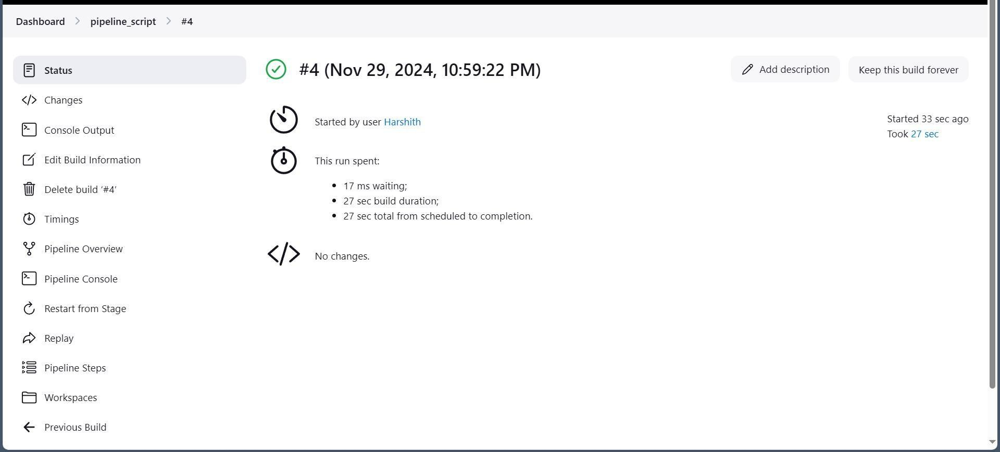 Dashboard > pipeline_script > #4
Status
Changes
Console Output
Edit Build Information
Delete build ‘#4’
Timings
Pipeline Overview
Pipeline Console
Restart from Stage
Replay
Pipeline Steps
Workspaces
Previous Build
#4 (Nov 29, 2024, 10:59:22 PM)
Add description
Keep this build forever
Started by user Harshith
Started 33 sec ago
Took 27 sec
This run spent:
• 17 ms waiting;
• 27 sec build duration;
• 27 sec total from scheduled to completion.
No changes.